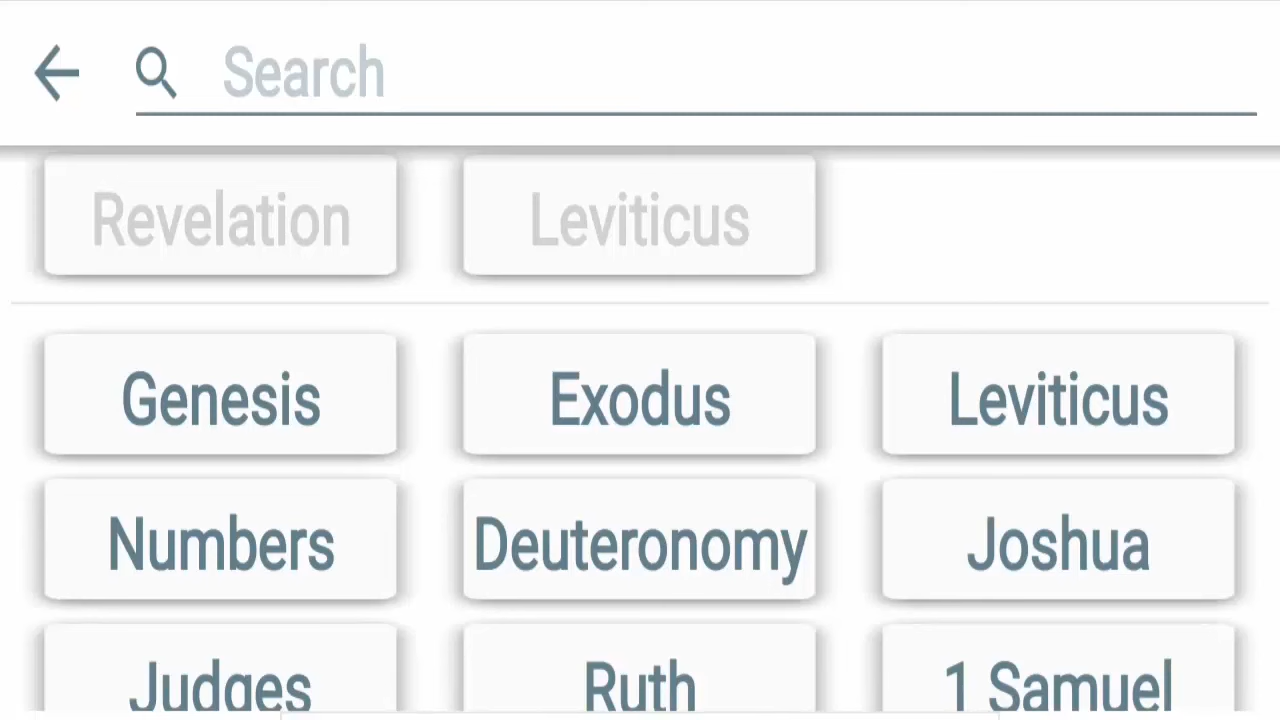 Search
Revelation Leviticus
Genesis Exodus Leviticus
Numbers Deuteronomy Joshua
Judges Ruth 1 Samuel